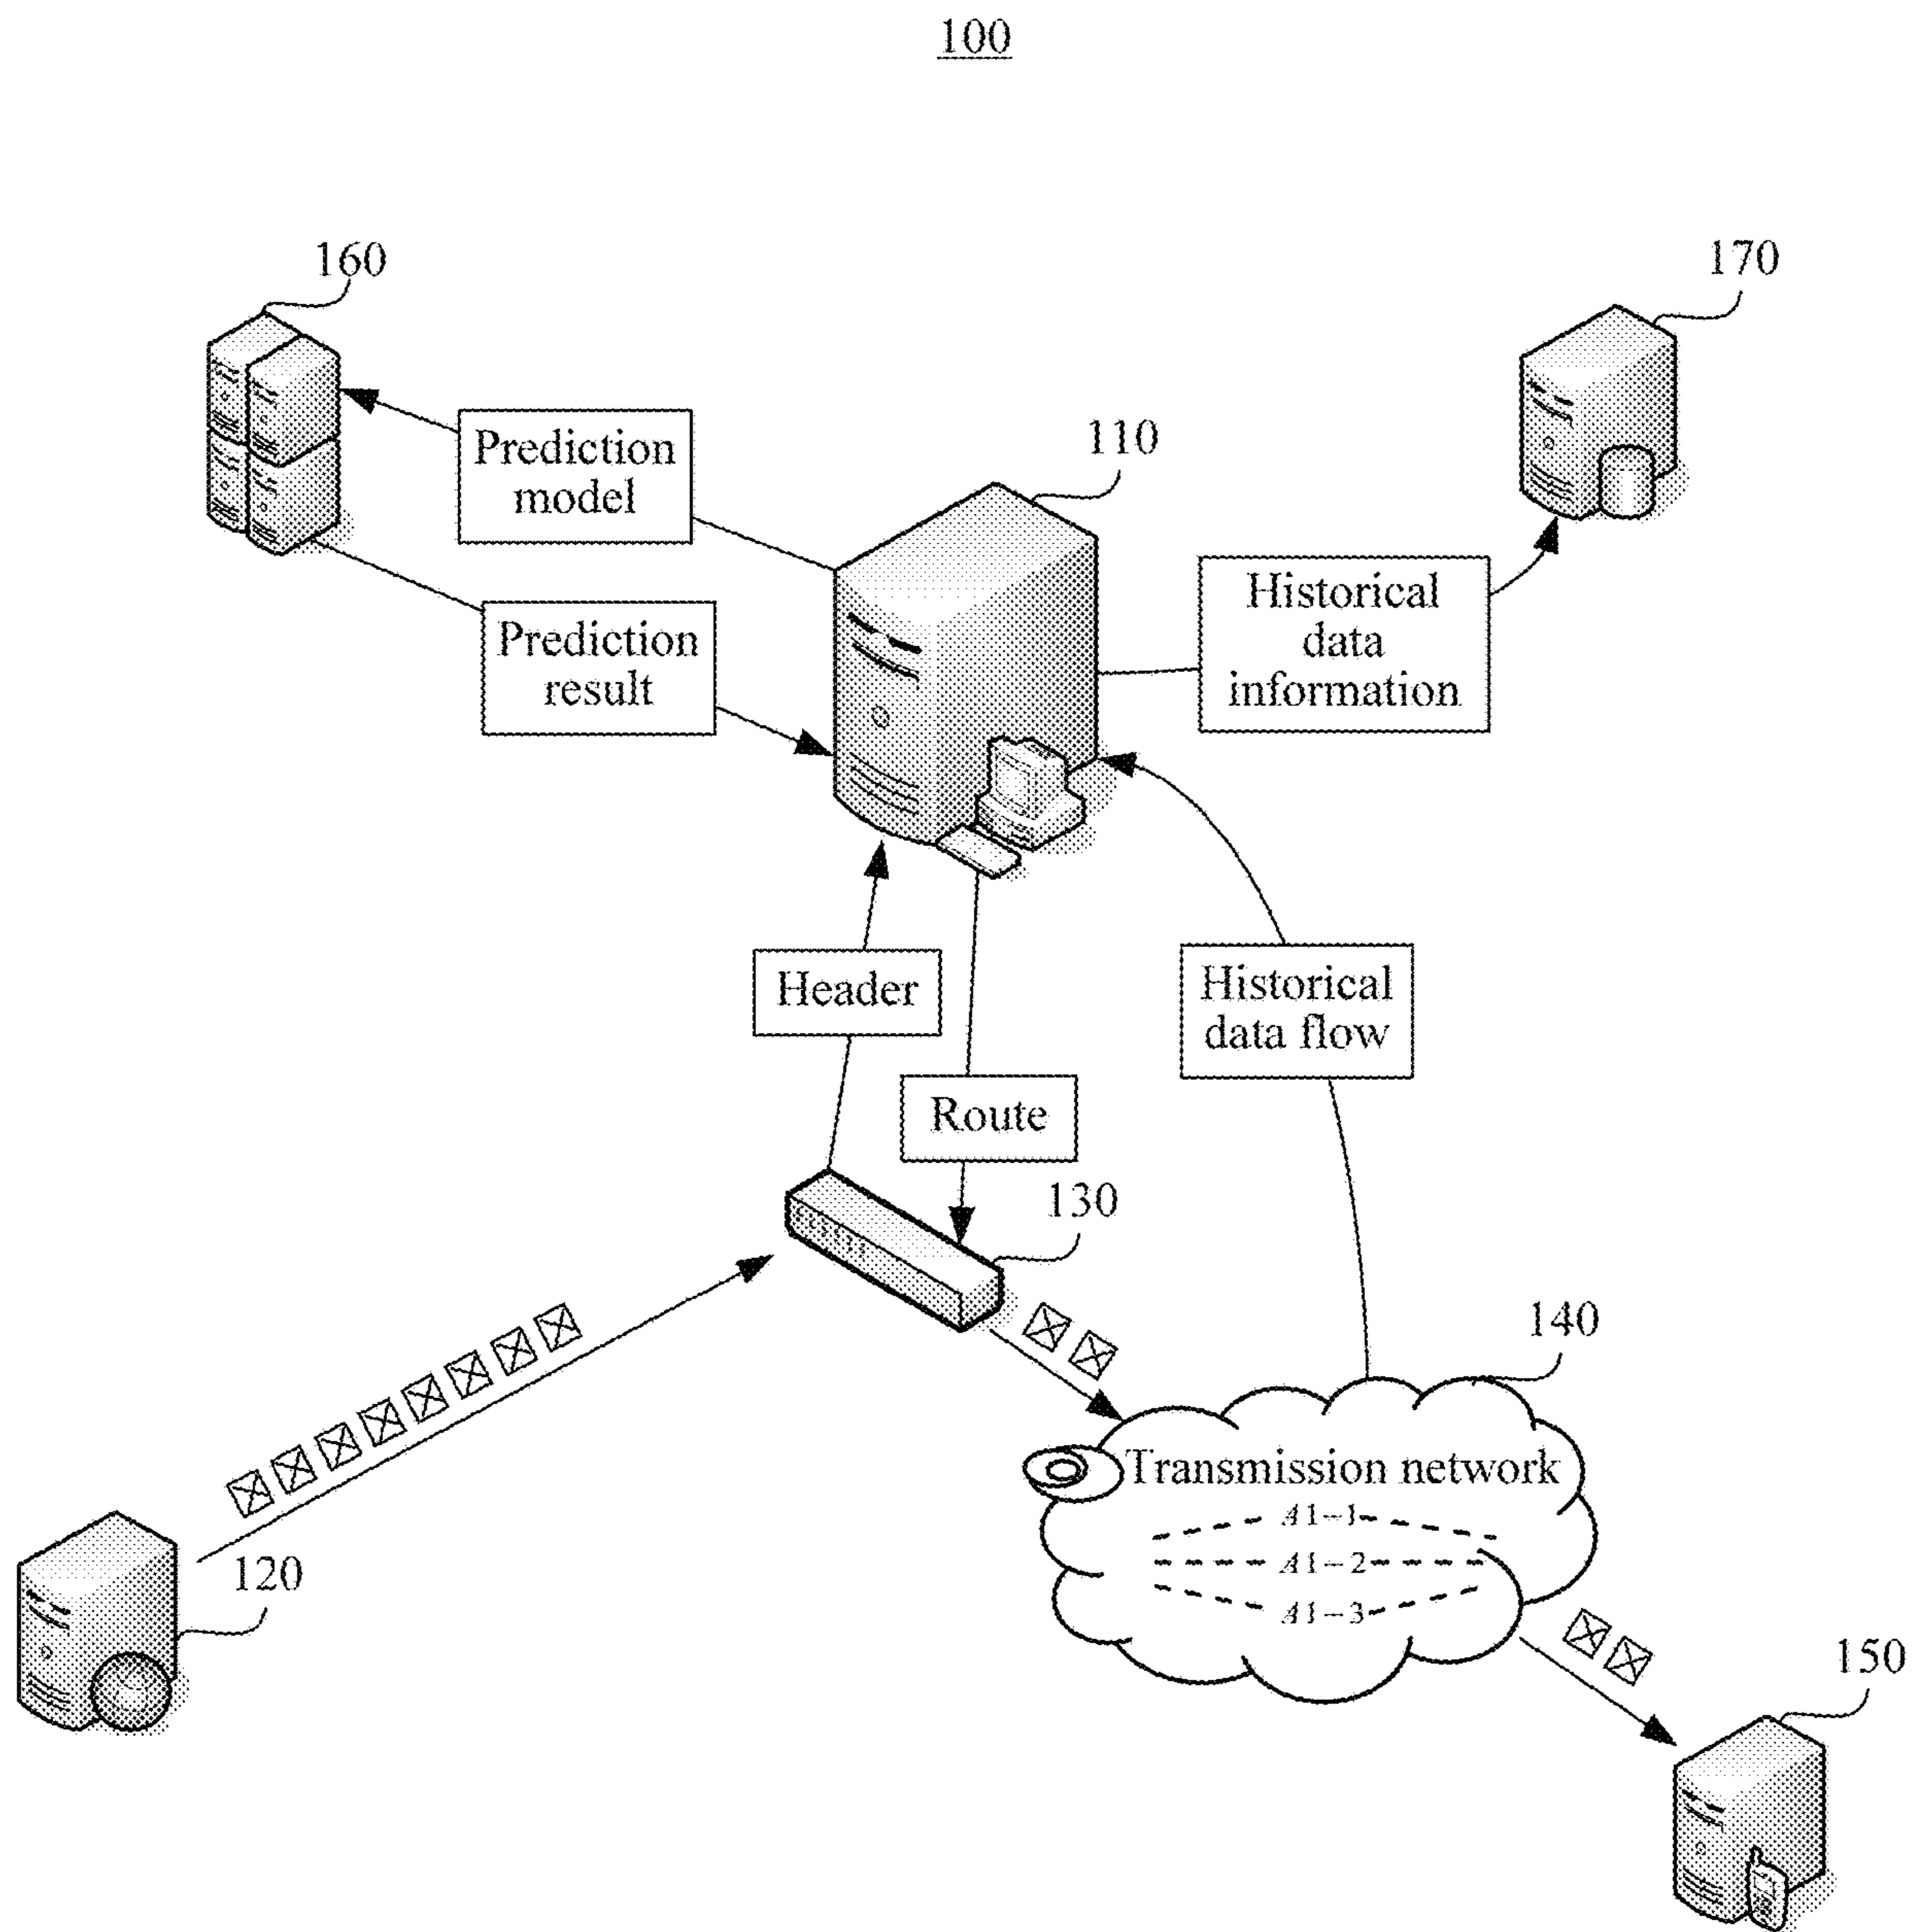 100
160
170
110
Prediction
model
Historical
data
information
Prediction
result
Header
Historical
data flow
Route
130
140
Transmission network
A1-1
A1-2
A1-3
120
150